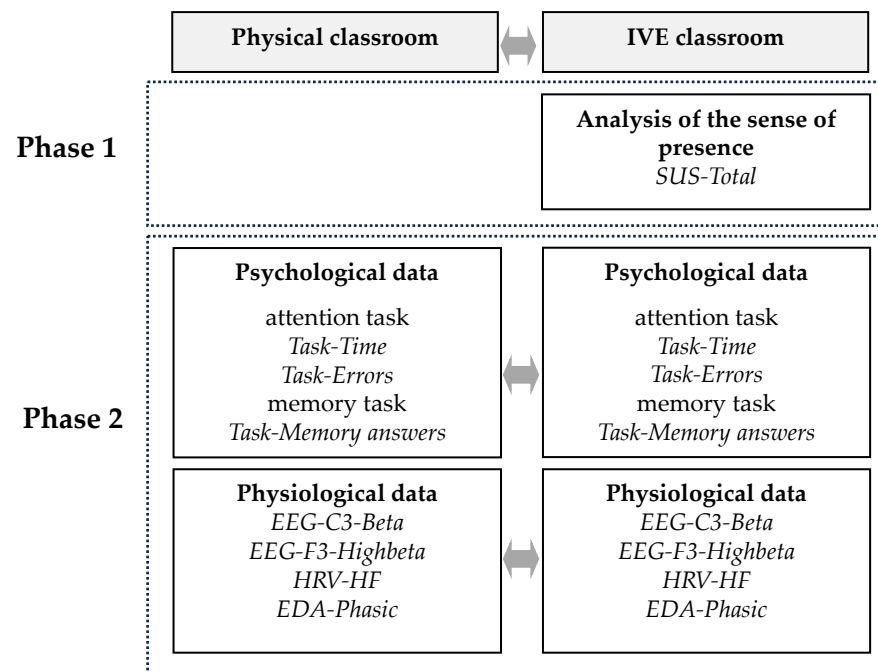 Physical classroom
IVE classroom
Phase 1
Analysis of the sense of
presence
SUS-Total
Phase 2
Psychological data
attention task
Task-Time
Task-Errors
memory task
Task-Memory answers
Psychological data
attention task
Task-Time
Task-Errors
memory task
Task-Memory answers
Physiological data
EEG-C3-Beta
EEG-F3-Highbeta
HRV-HF
EDA-Phasic
Physiological data
EEG-C3-Beta
EEG-F3-Highbeta
HRV-HF
EDA-Phasic